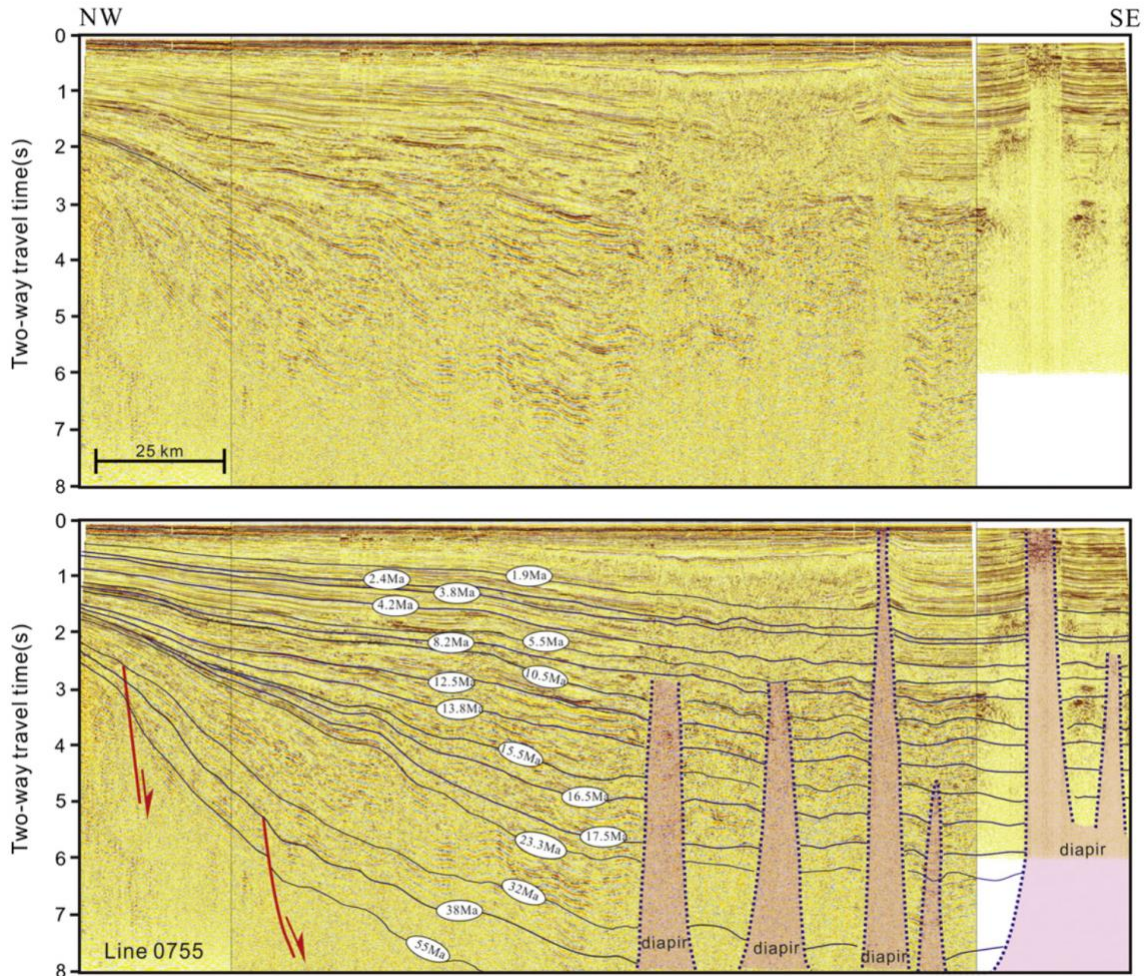 NW SE
0
1
2
3
4
5
6
7
8
Two-way travel time(s)
25 km
0
1
2
3
4
5
6
7
8
Two-way travel time(s)
1.9Ma
2.4Ma
3.8Ma
4.2Ma
5.5Ma
8.2Ma
10.5Ma
12.5Ma
13.8Ma
15.5Ma
16.5Ma
17.5Ma
23.3Ma
32Ma
38Ma
55Ma
diapir
diapir
diapir
diapir
Line 0755